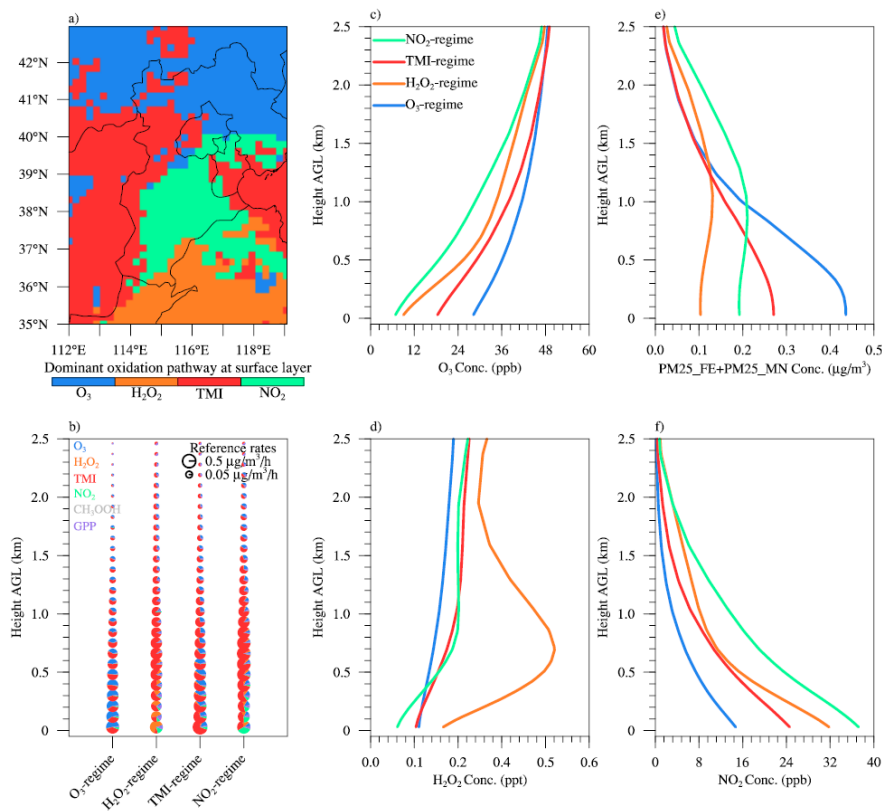 a)
42°N
41°N
40°N
39°N
38°N
37°N
36°N
35°N
112°E 114°E 116°E 118°E
Dominant oxidation pathway at surface layer
O₃ H₂O₂ TMI NO₂
c)
2.5
2.0
1.5
1.0
0.5
0
Height AGL (km)
NO₂-regime
TMI-regime
H₂O₂-regime
O₃-regime
0 12 24 36 48 60
O₃ Conc. (ppb)
e)
2.5
2.0
1.5
1.0
0.5
0
Height AGL (km)
0 0.1 0.2 0.3 0.4 0.5
PM25_FE+PM25_MN Conc. (μg/m³)
b)
2.5
2.0
1.5
1.0
0.5
0
Height AGL (km)
O₃
H₂O₂
TMI
NO₂
CH₃OOH
GPP
Reference rates
0.5 μg/m³/h
0.05 μg/m³/h
O₃-regime
H₂O₂-regime
TMI-regime
NO₂-regime
d)
2.5
2.0
1.5
1.0
0.5
0
Height AGL (km)
0.0 0.2 0.3 0.5 0.6
H₂O₂ Conc. (ppt)
f)
2.5
2.0
1.5
1.0
0.5
0
Height AGL (km)
0 8 16 24 32 40
NO₂ Conc. (ppb)